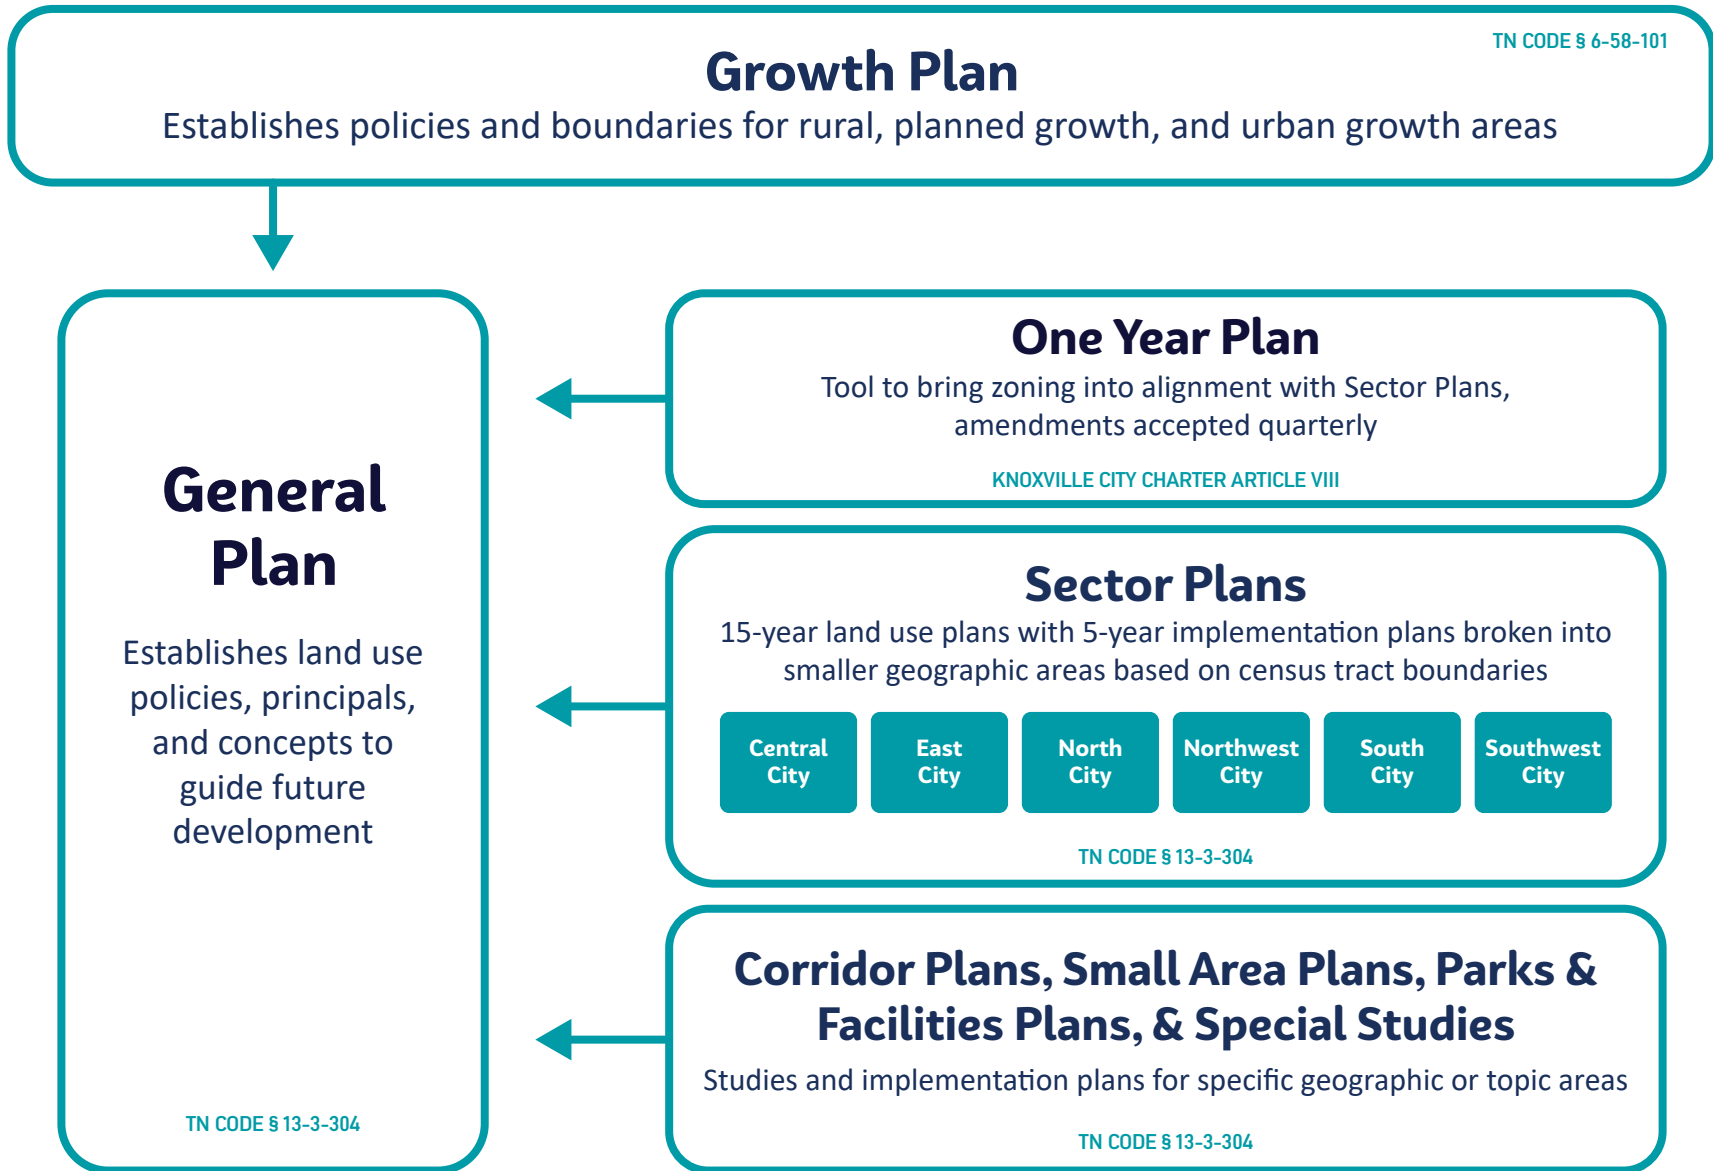 TN CODE § 6-58-101
Growth Plan
Establishes policies and boundaries for rural, planned growth, and urban growth areas
General
Plan
Establishes land use
policies, principals,
and concepts to
guide future
development
TN CODE § 13-3-304
One Year Plan
Tool to bring zoning into alignment with Sector Plans,
amendments accepted quarterly
KNOXVILLE CITY CHARTER ARTICLE VIII
Sector Plans
15-year land use plans with 5-year implementation plans broken into
smaller geographic areas based on census tract boundaries
Central
City
East
City
North
City
Northwest
City
South
City
Southwest
City
TN CODE § 13-3-304
Corridor Plans, Small Area Plans, Parks &
Facilities Plans, & Special Studies
Studies and implementation plans for specific geographic or topic areas
TN CODE § 13-3-304